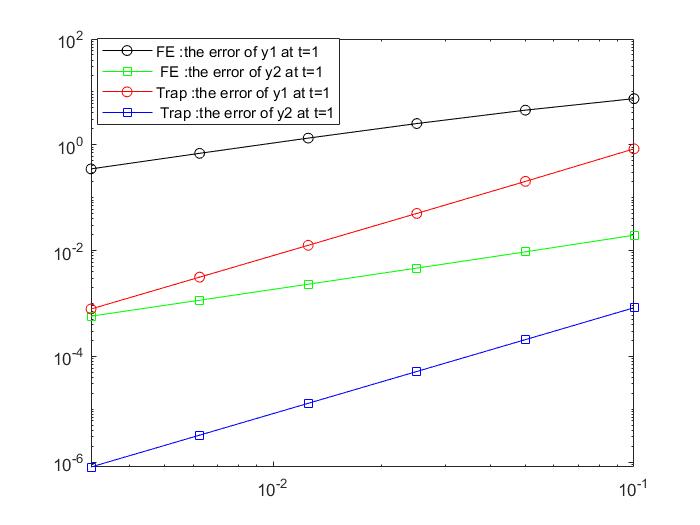 10^2
FE :the error of y1 at t=1
FE :the error of y2 at t=1
Trap :the error of y1 at t=1
Trap :the error of y2 at t=1
10^0
10^-2
10^-4
10^-6
10^-2
10^-1